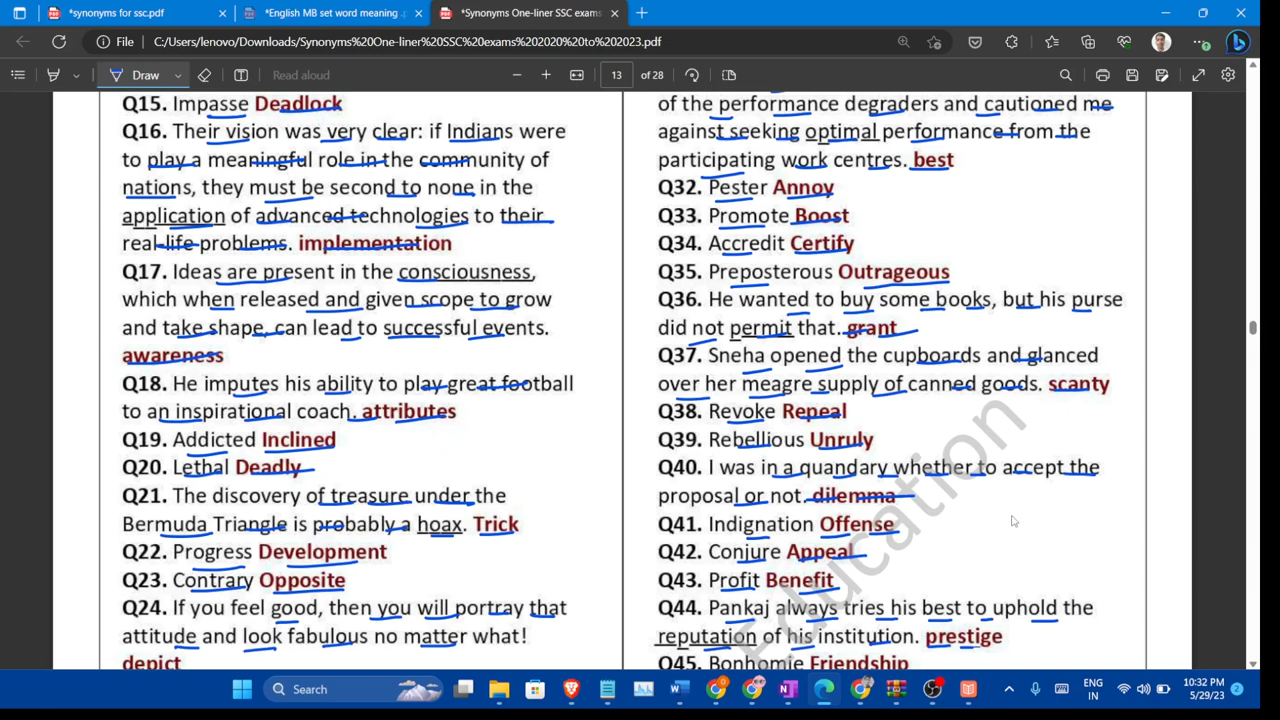 *synonyms for ssc.pdf
*English MB set word meaning .p
*Synonyms One-liner SSC exams
File
C:/Users/lenovo/Downloads/Synonyms%20One-liner%20SSC%20exams%202020%20to%202023.pdf
Draw
Read aloud
13 of 28
Q15. Impasse Deadlock
Q16. Their vision was very clear: if Indians were
to play a meaningful role in the community of
nations, they must be second to none in the
application of advanced technologies to their
real-life problems. implementation
Q17. Ideas are present in the consciousness,
which when released and given scope to grow
and take shape, can lead to successful events.
awareness
Q18. He imputes his ability to play great football
to an inspirational coach. attributes
Q19. Addicted Inclined
Q20. Lethal Deadly
Q21. The discovery of treasure under the
Bermuda Triangle is probably a hoax. Trick
Q22. Progress Development
Q23. Contrary Opposite
Q24. If you feel good, then you will portray that
attitude and look fabulous no matter what!
depict
of the performance degraders and cautioned me
against seeking optimal performance from the
participating work centres. best
Q32. Pester Annoy
Q33. Promote Boost
Q34. Accredit Certify
Q35. Preposterous Outrageous
Q36. He wanted to buy some books, but his purse
did not permit that. grant
Q37. Sneha opened the cupboards and glanced
over her meagre supply of canned goods. scanty
Q38. Revoke Repeal
Q39. Rebellious Unruly
Q40. I was in a quandary whether to accept the
proposal or not. dilemma
Q41. Indignation Offense
Q42. Conjure Appeal
Q43. Profit Benefit
Q44. Pankaj always tries his best to uphold the
reputation of his institution. prestige
Q45. Bonhomie Friendship
Education
Search
ENG
IN
10:32 PM
5/29/23